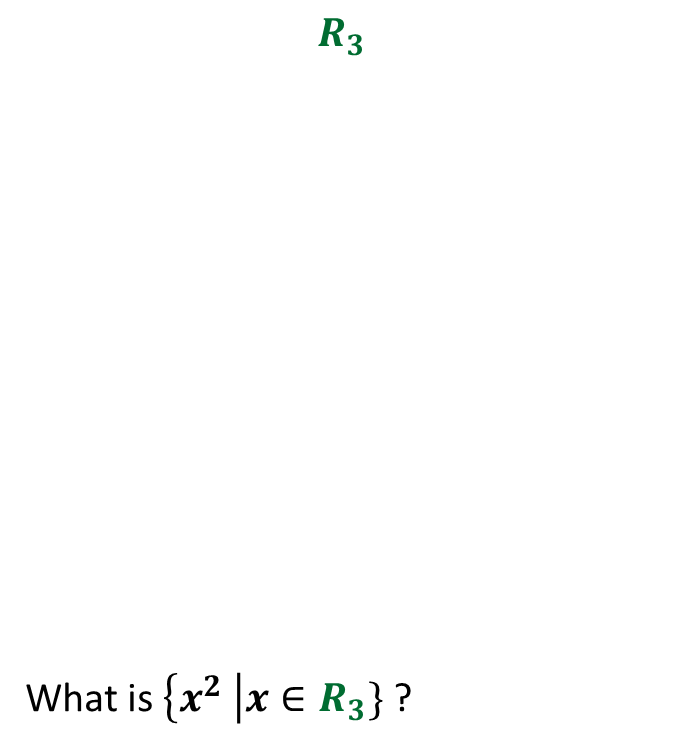 R₃
What is {x² |x ∈ R₃} ?